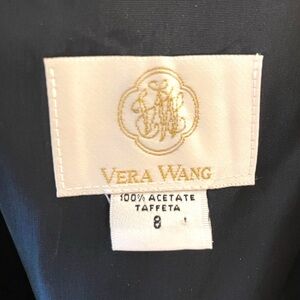 VERA WANG
100% ACETATE
TAFFETA
8